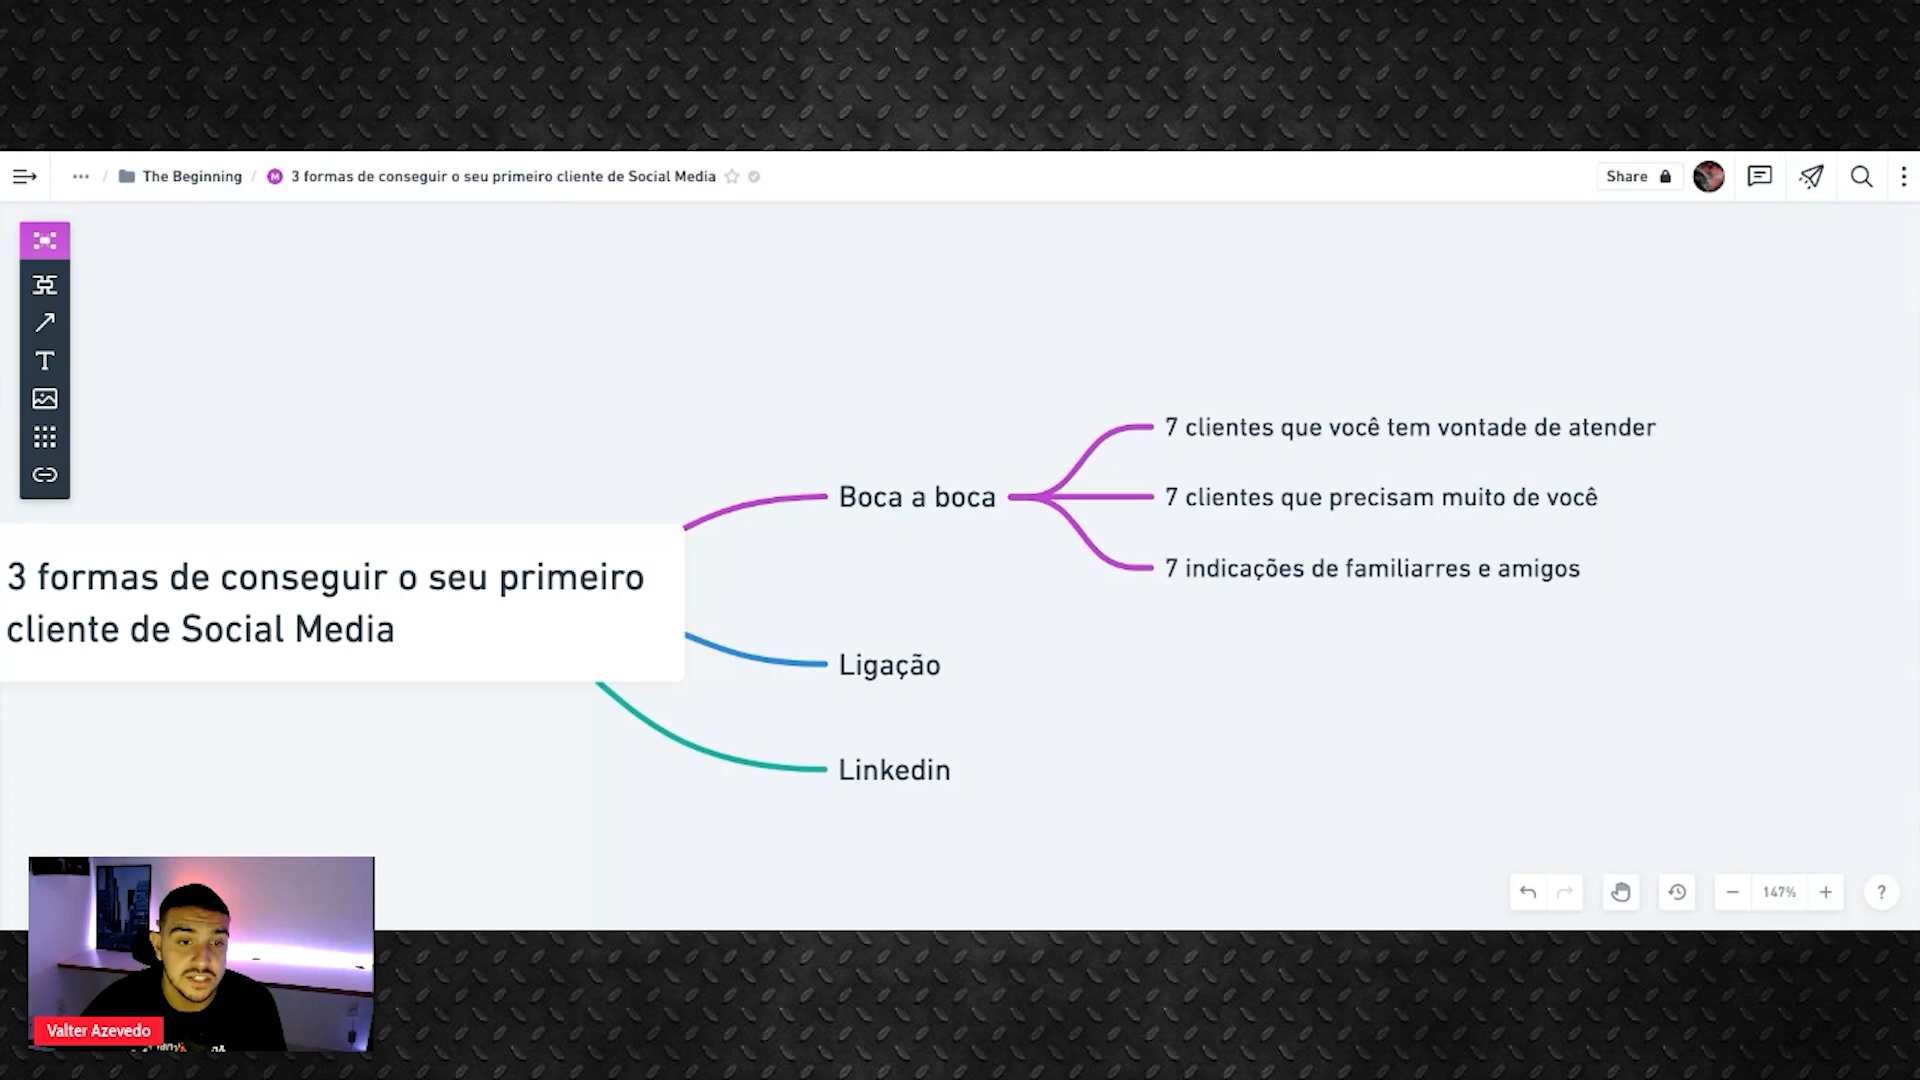 ... / The Beginning / M 3 formas de conseguir o seu primeiro cliente de Social Media
Share
T
7 clientes que você tem vontade de atender
Boca a boca
7 clientes que precisam muito de você
7 indicações de familiarres e amigos
3 formas de conseguir o seu primeiro
cliente de Social Media
Ligação
Linkedin
147%
?
Valter Azevedo